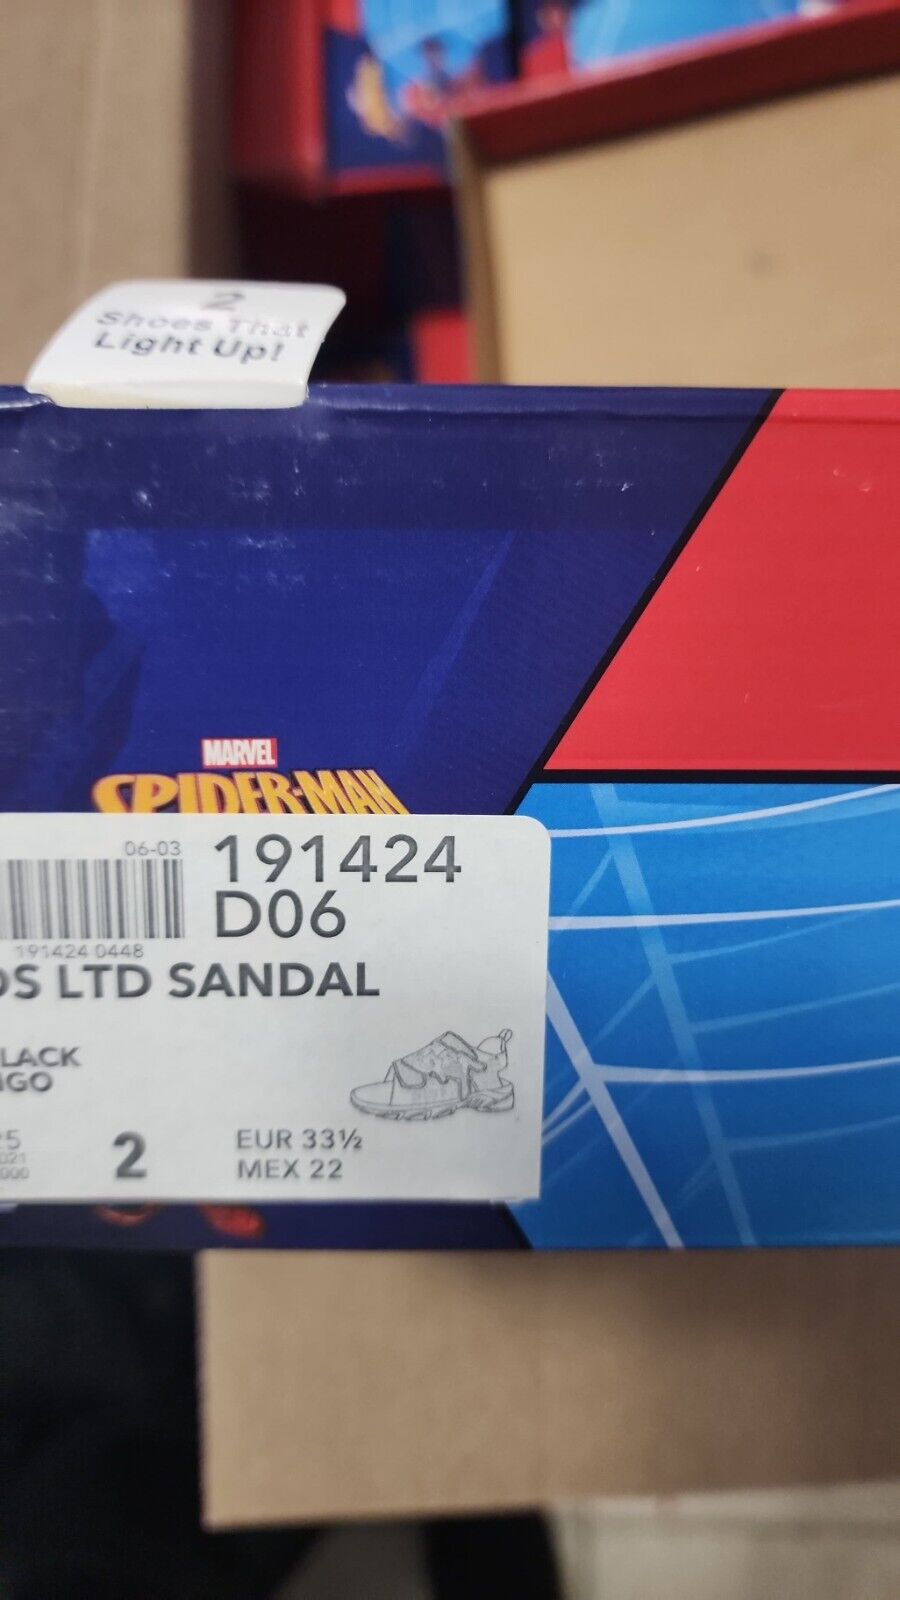 2
Shoes That
Light Up!
MARVEL
SPIDER-MAN
06-03
191424
D06
191424 0448
DS LTD SANDAL
LACK
IGO
2
EUR 33½
MEX 22